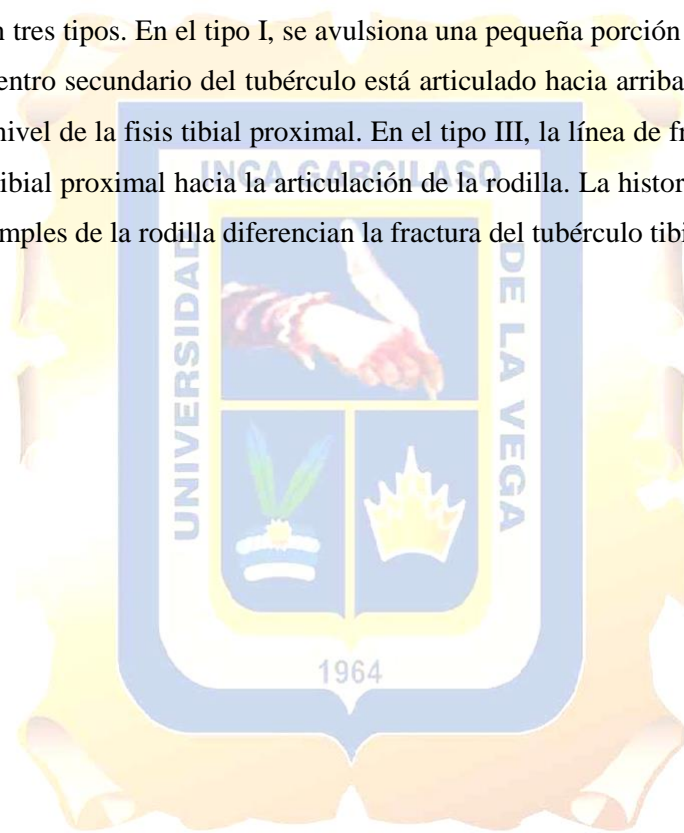 n tres tipos. En el tipo I, se avulsiona una pequeña porción
entro secundario del tubérculo está articulado hacia arriba
nivel de la fisis tibial proximal. En el tipo III, la línea de fr
ibial proximal hacia la articulación de la rodilla. La histor
mples de la rodilla diferencian la fractura del tubérculo tibi
INCA GARCILASO
UNIVERSIDAD
DE LA VEGA
1964